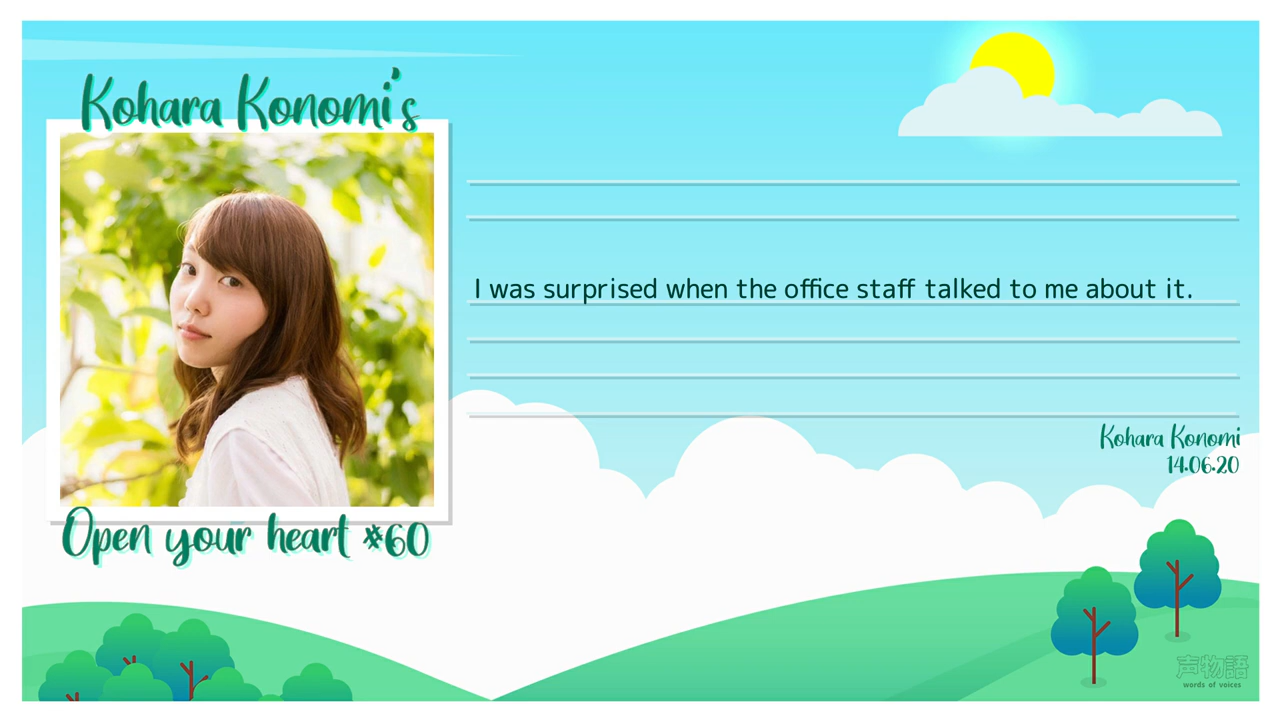 Kohara Konomi's
I was surprised when the office staff talked to me about it.
Kohara Konomi
14.06.20
Open your heart #60
声物語
words of voices